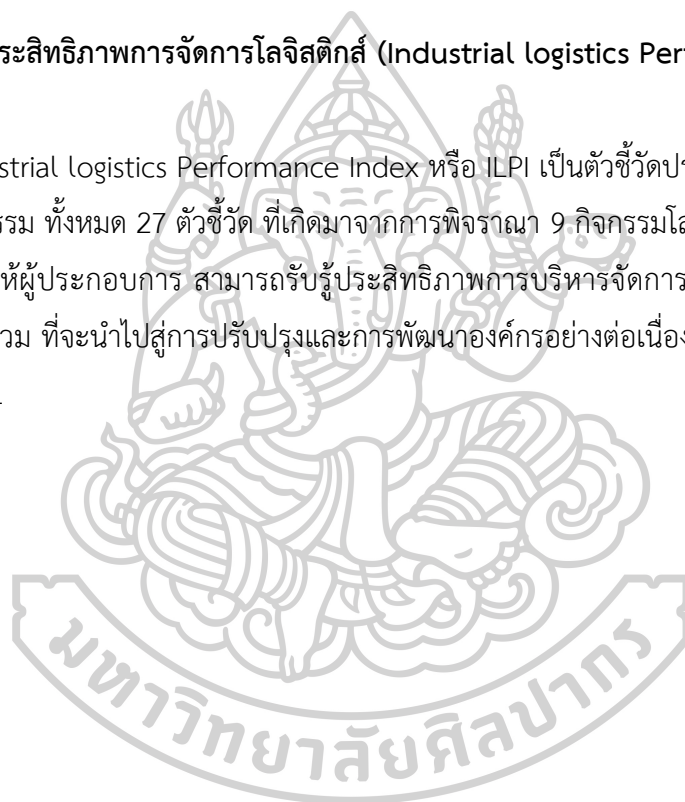 ระสิทธิภาพการจัดการโลจิสติกส์ (Industrial logistics Per
strial logistics Performance Index หรือ ILPI เป็นตัวชี้วัดปร
รรม ทั้งหมด 27 ตัวชี้วัด ที่เกิดมาจากการพิจราณา 9 กิจกรรมโล
ห้ผู้ประกอบการ สามารถรับรู้ประสิทธิภาพการบริหารจัดการ
วม ที่จะนำไปสู่การปรับปรุงและการพัฒนาองค์กรอย่างต่อเนื่อง
มหาวิทยาลัยศิลปากร